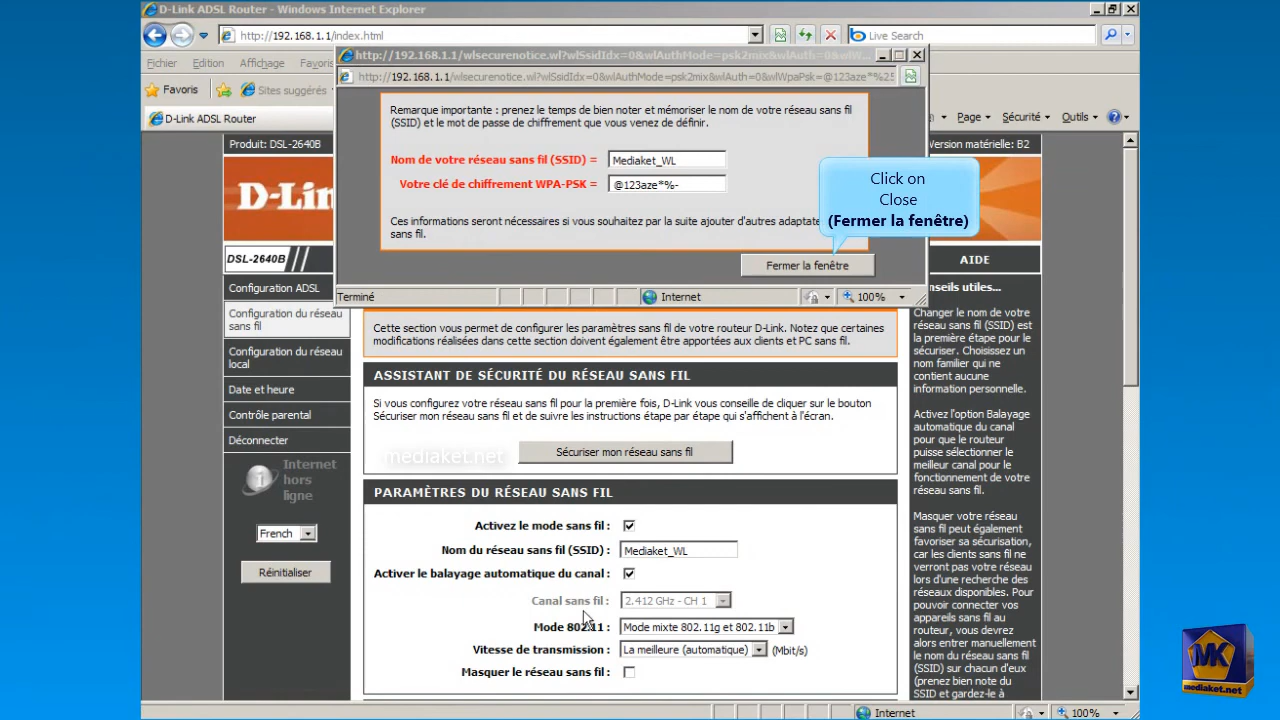 D-Link ADSL Router - Windows Internet Explorer
http://192.168.1.1/index.html
Live Search
Fichier Edition Affichage Favoris
Favoris
Sites suggérés
D-Link ADSL Router
Page
Sécurité
Outils
http://192.168.1.1/wlsecurenotice.wl?wlSsidIdx=0&wlAuthMode=psk2mix&wlAuth=0&wlW...
http://192.168.1.1/wlsecurenotice.wl?wlSsidIdx=0&wlAuthMode=psk2mix&wlAuth=0&wlWpaPsk=@123aze*%25
Remarque importante : prenez le temps de bien noter et mémoriser le nom de votre réseau sans fil
(SSID) et le mot de passe de chiffrement que vous venez de définir.
Nom de votre réseau sans fil (SSID) = Mediaket_WL
Votre clé de chiffrement WPA-PSK = @123aze*%-
Ces informations seront nécessaires si vous souhaitez par la suite ajouter d'autres adaptate
sans fil.
Fermer la fenêtre
Terminé
Internet
100%
Click on
Close
(Fermer la fenêtre)
Produit: DSL-2640B
Version matérielle: B2
D-Lin
DSL-2640B
Configuration ADSL
Configuration du réseau
sans fil
Configuration du réseau
local
Date et heure
Contrôle parental
Déconnecter
Internet
hors
ligne
French
Réinitialiser
Cette section vous permet de configurer les paramètres sans fil de votre routeur D-Link. Notez que certaines
modifications réalisées dans cette section doivent également être apportées aux clients et PC sans fil.
ASSISTANT DE SÉCURITÉ DU RÉSEAU SANS FIL
Si vous configurez votre réseau sans fil pour la première fois, D-Link vous conseille de cliquer sur le bouton
Sécuriser mon réseau sans fil et de suivre les instructions étape par étape qui s'affichent à l'écran.
mediaket.net
Sécuriser mon réseau sans fil
PARAMÈTRES DU RÉSEAU SANS FIL
Activez le mode sans fil :
Nom du réseau sans fil (SSID) : Mediaket_WL
Activer le balayage automatique du canal :
Canal sans fil : 2.412 GHz - CH 1
Mode 802.11 : Mode mixte 802.11g et 802.11b
Vitesse de transmission : La meilleure (automatique) (Mbit/s)
Masquer le réseau sans fil :
AIDE
nseils utiles...
Changer le nom de votre
réseau sans fil (SSID) est
la première étape pour le
sécuriser. Choisissez un
nom familier qui ne
contient aucune
information personnelle.
Activez l'option Balayage
automatique du canal
pour que le routeur
puisse sélectionner le
meilleur canal pour le
fonctionnement de votre
réseau sans fil.
Masquer votre réseau
sans fil peut également
favoriser sa sécurisation,
car les clients sans fil ne
verront pas votre réseau
lors d'une recherche des
réseaux disponibles. Pour
pouvoir connecter vos
appareils sans fil au
routeur, vous devrez
alors entrer manuellement
le nom du réseau sans fil
(SSID) sur chacun d'eux
(prenez bien note du
SSID et gardez-le à
Internet
100%
MK
mediaket.net